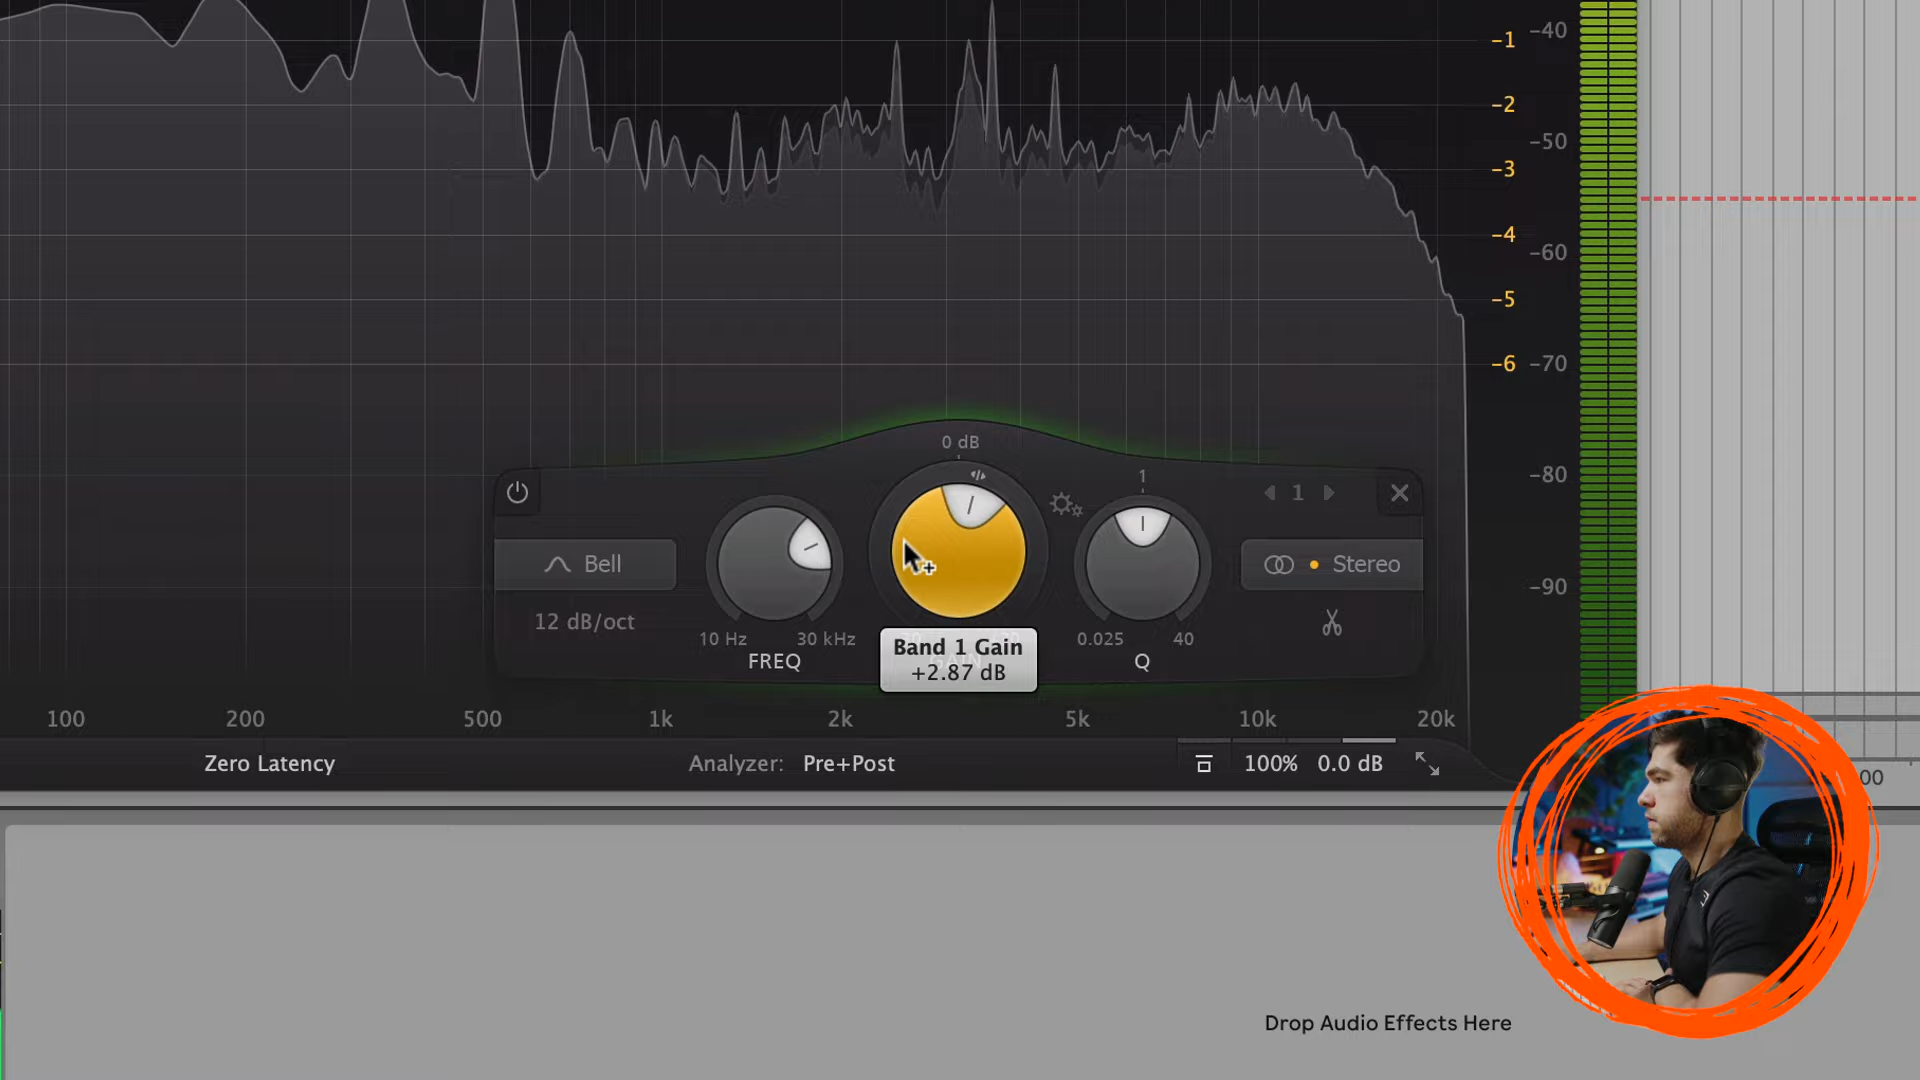 -1 -40
-2
-50
-3
-4
-60
-5
-6 -70
-80
-90
0 dB
1
1
Bell
Stereo
12 dB/oct
10 Hz 30 kHz
0.025 40
FREQ
Q
Band 1 Gain
+2.87 dB
100 200 500 1k 2k 5k 10k 20k
Zero Latency
Analyzer: Pre+Post
100% 0.0 dB
Drop Audio Effects Here